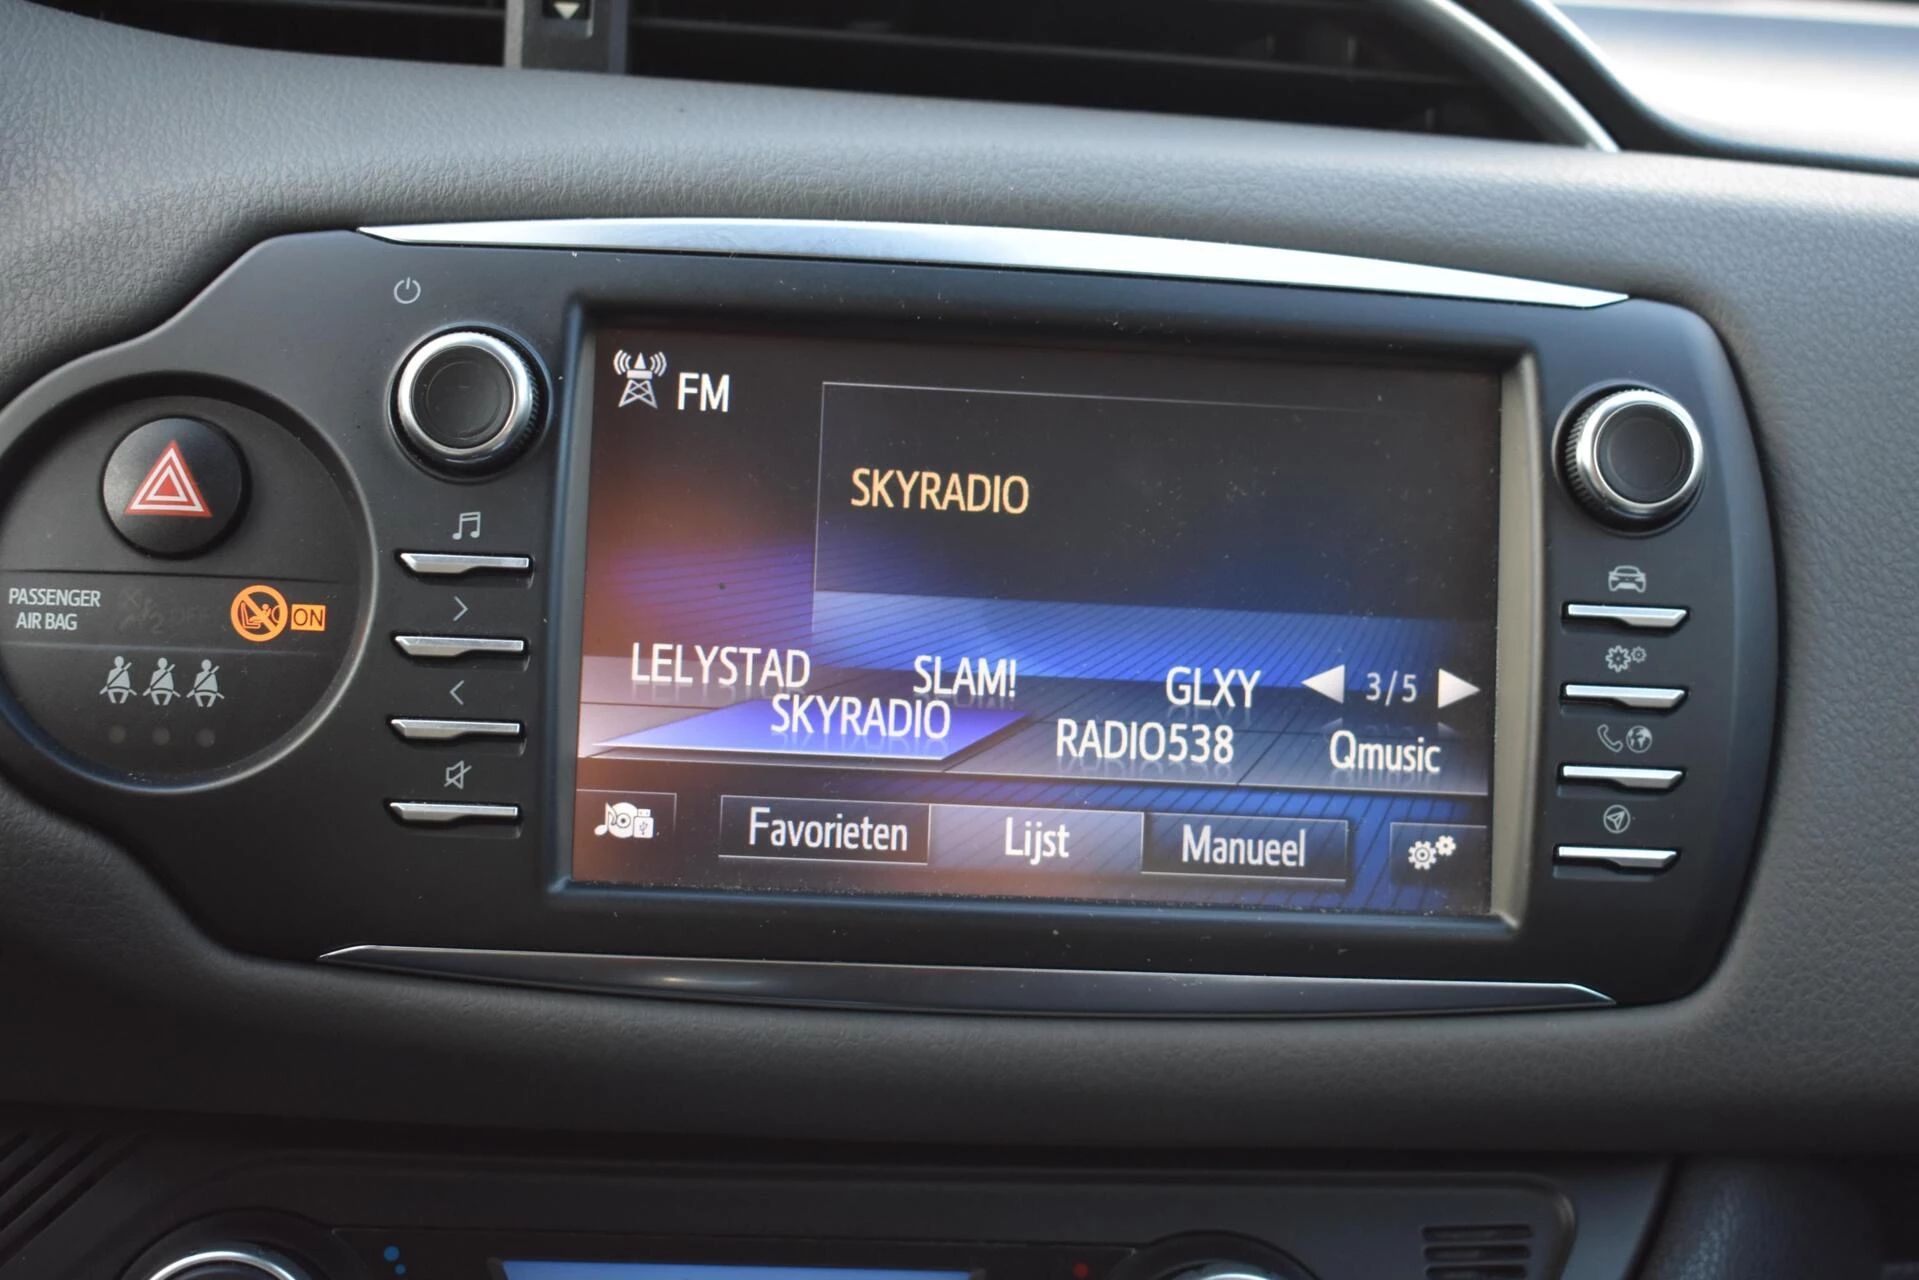 FM
SKYRADIO
LELYSTAD SLAM! GLXY 3/5
SKYRADIO RADIO538 Qmusic
Favorieten Lijst Manueel
PASSENGER
AIR BAG
ON